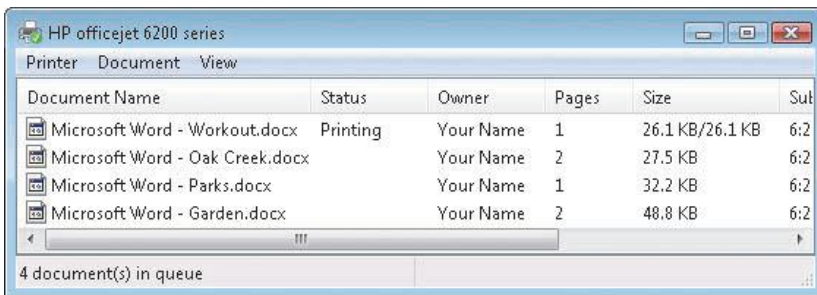 HP officejet 6200 series
Printer Document View
Document Name Status Owner Pages Size Sub
Microsoft Word - Workout.docx Printing Your Name 1 26.1 KB/26.1 KB 6:2
Microsoft Word - Oak Creek.docx Your Name 2 27.5 KB 6:2
Microsoft Word - Parks.docx Your Name 1 32.2 KB 6:2
Microsoft Word - Garden.docx Your Name 2 48.8 KB 6:2
4 document(s) in queue